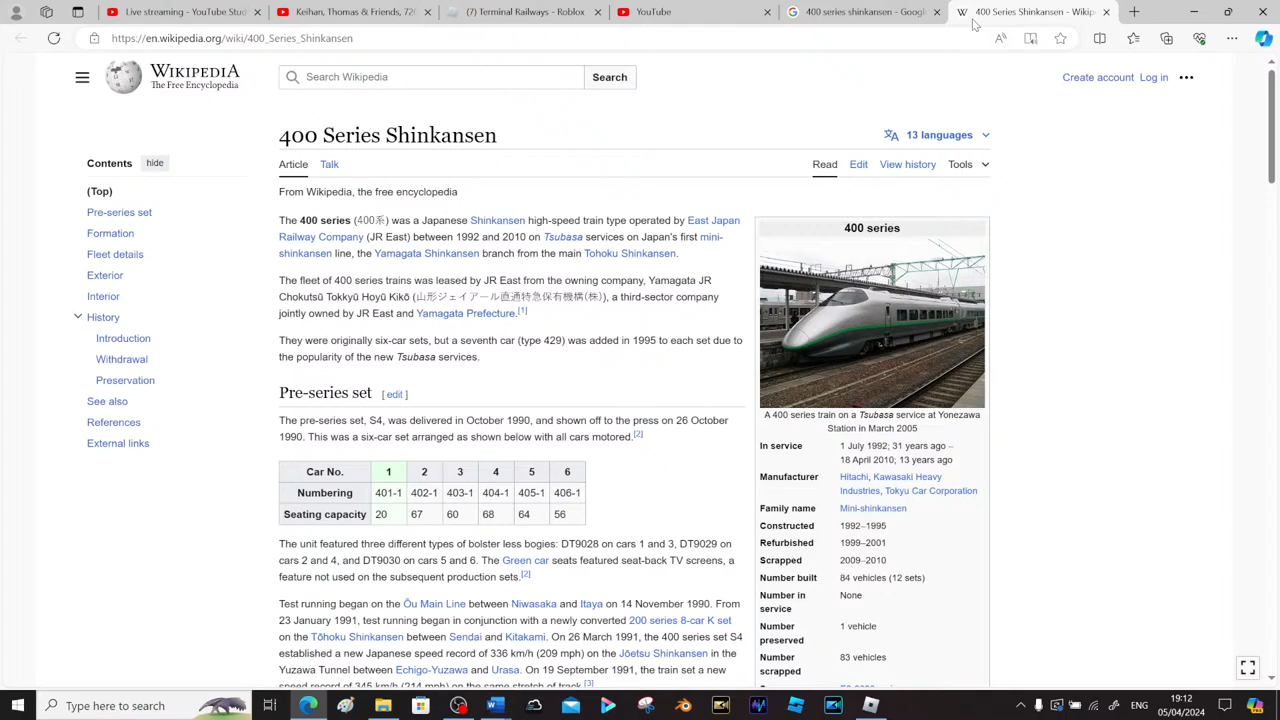 YouTube Stud
Keihan, Fu
72(
Shinkansen (
YouTube
400 series Shinkansen - Google
W 400 Series Shinkansen - Wikip
https://en.wikipedia.org/wiki/400_Series_Shinkansen
WIKIPEDIA
The Free Encyclopedia
Search Wikipedia
Search
Create account Log in
400 Series Shinkansen
13 languages
Contents hide
Article Talk
Read Edit View history Tools
(Top)
Pre-series set
Formation
Fleet details
Exterior
Interior
History
Introduction
Withdrawal
Preservation
See also
References
External links
From Wikipedia, the free encyclopedia
The 400 series (400系) was a Japanese Shinkansen high-speed train type operated by East Japan
Railway Company (JR East) between 1992 and 2010 on Tsubasa services on Japan's first mini-
shinkansen line, the Yamagata Shinkansen branch from the main Tohoku Shinkansen.
The fleet of 400 series trains was leased by JR East from the owning company, Yamagata JR
Chokutsū Tokkyū Hoyū Kikō (山形ジェイアール直通特急保有機構(株)), a third-sector company
jointly owned by JR East and Yamagata Prefecture.[1]
They were originally six-car sets, but a seventh car (type 429) was added in 1995 to each set due to
the popularity of the new Tsubasa services.
Pre-series set [ edit ]
The pre-series set, S4, was delivered in October 1990, and shown off to the press on 26 October
1990. This was a six-car set arranged as shown below with all cars motored.[2]
Car No. 1 2 3 4 5 6
Numbering 401-1 402-1 403-1 404-1 405-1 406-1
Seating capacity 20 67 60 68 64 56
The unit featured three different types of bolster less bogies: DT9028 on cars 1 and 3, DT9029 on
cars 2 and 4, and DT9030 on cars 5 and 6. The Green car seats featured seat-back TV screens, a
feature not used on the subsequent production sets.[2]
Test running began on the Ōu Main Line between Niwasaka and Itaya on 14 November 1990. From
23 January 1991, test running began in conjunction with a newly converted 200 series 8-car K set
on the Tōhoku Shinkansen between Sendai and Kitakami. On 26 March 1991, the 400 series set S4
established a new Japanese speed record of 336 km/h (209 mph) on the Jōetsu Shinkansen in the
Yuzawa Tunnel between Echigo-Yuzawa and Urasa. On 19 September 1991, the train set a new
speed record of 345 km/h (214 mph) on the same stretch of track.[3]
400 series
A 400 series train on a Tsubasa service at Yonezawa
Station in March 2005
In service 1 July 1992; 31 years ago –
18 April 2010; 13 years ago
Manufacturer Hitachi, Kawasaki Heavy
Industries, Tokyu Car Corporation
Family name Mini-shinkansen
Constructed 1992–1995
Refurbished 1999–2001
Scrapped 2009–2010
Number built 84 vehicles (12 sets)
Number in None
service
Number 1 vehicle
preserved
Number 83 vehicles
scrapped
Type here to search
ENG
19:12
05/04/2024